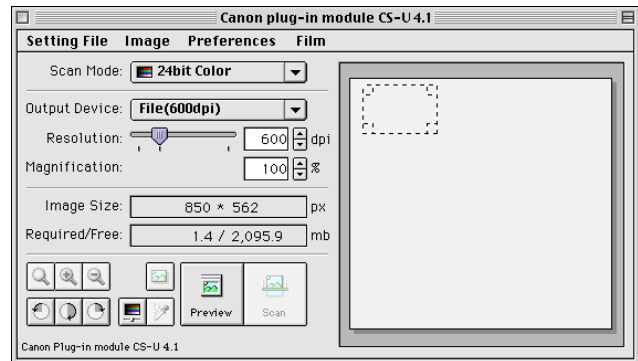 Canon plug-in module CS-U 4.1
Setting File Image Preferences Film
Scan Mode: 24bit Color
Output Device: File(600dpi)
Resolution: 600 dpi
Magnification: 100 %
Image Size: 850 * 562 px
Required/Free: 1.4 / 2,095.9 mb
Preview Scan
Canon Plug-in module CS-U 4.1